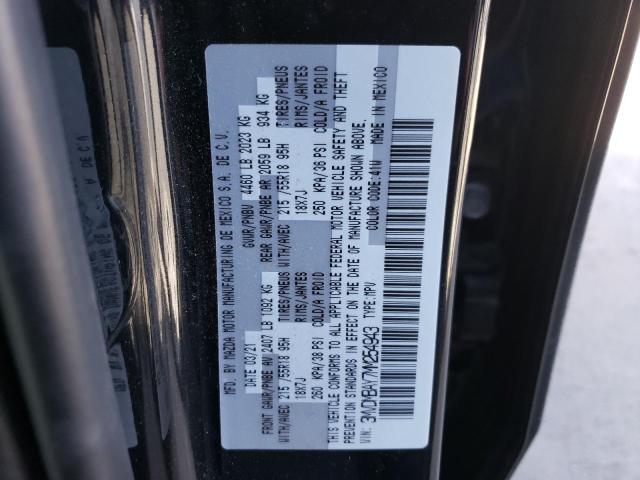 MFD. BY MAZDA MOTOR MANUFACTURING DE MEXICO S.A. DE C.V.
DATE 03/21 GVWR/PNBV 4460 LB 2023 KG
FRONT GAWR/PNBE AV 2407 LB 1092 KG REAR GAWR/PNBE AR 2059 LB 934 KG
WITH/AVEC 215/55R18 95H TIRES/PNEUS WITH/AVEC 215/55R18 95H TIRES/PNEUS
18X7J RIMS/JANTES 18X7J RIMS/JANTES
260 KPA/38 PSI COLD/A FROID 250 KPA/36 PSI COLD/A FROID
THIS VEHICLE CONFORMS TO ALL APPLICABLE FEDERAL MOTOR VEHICLE SAFETY AND THEFT
PREVENTION STANDARDS IN EFFECT ON THE DATE OF MANUFACTURE SHOWN ABOVE.
VIN: TYPE:MPV COLOR CODE:41W MADE IN MEXICO